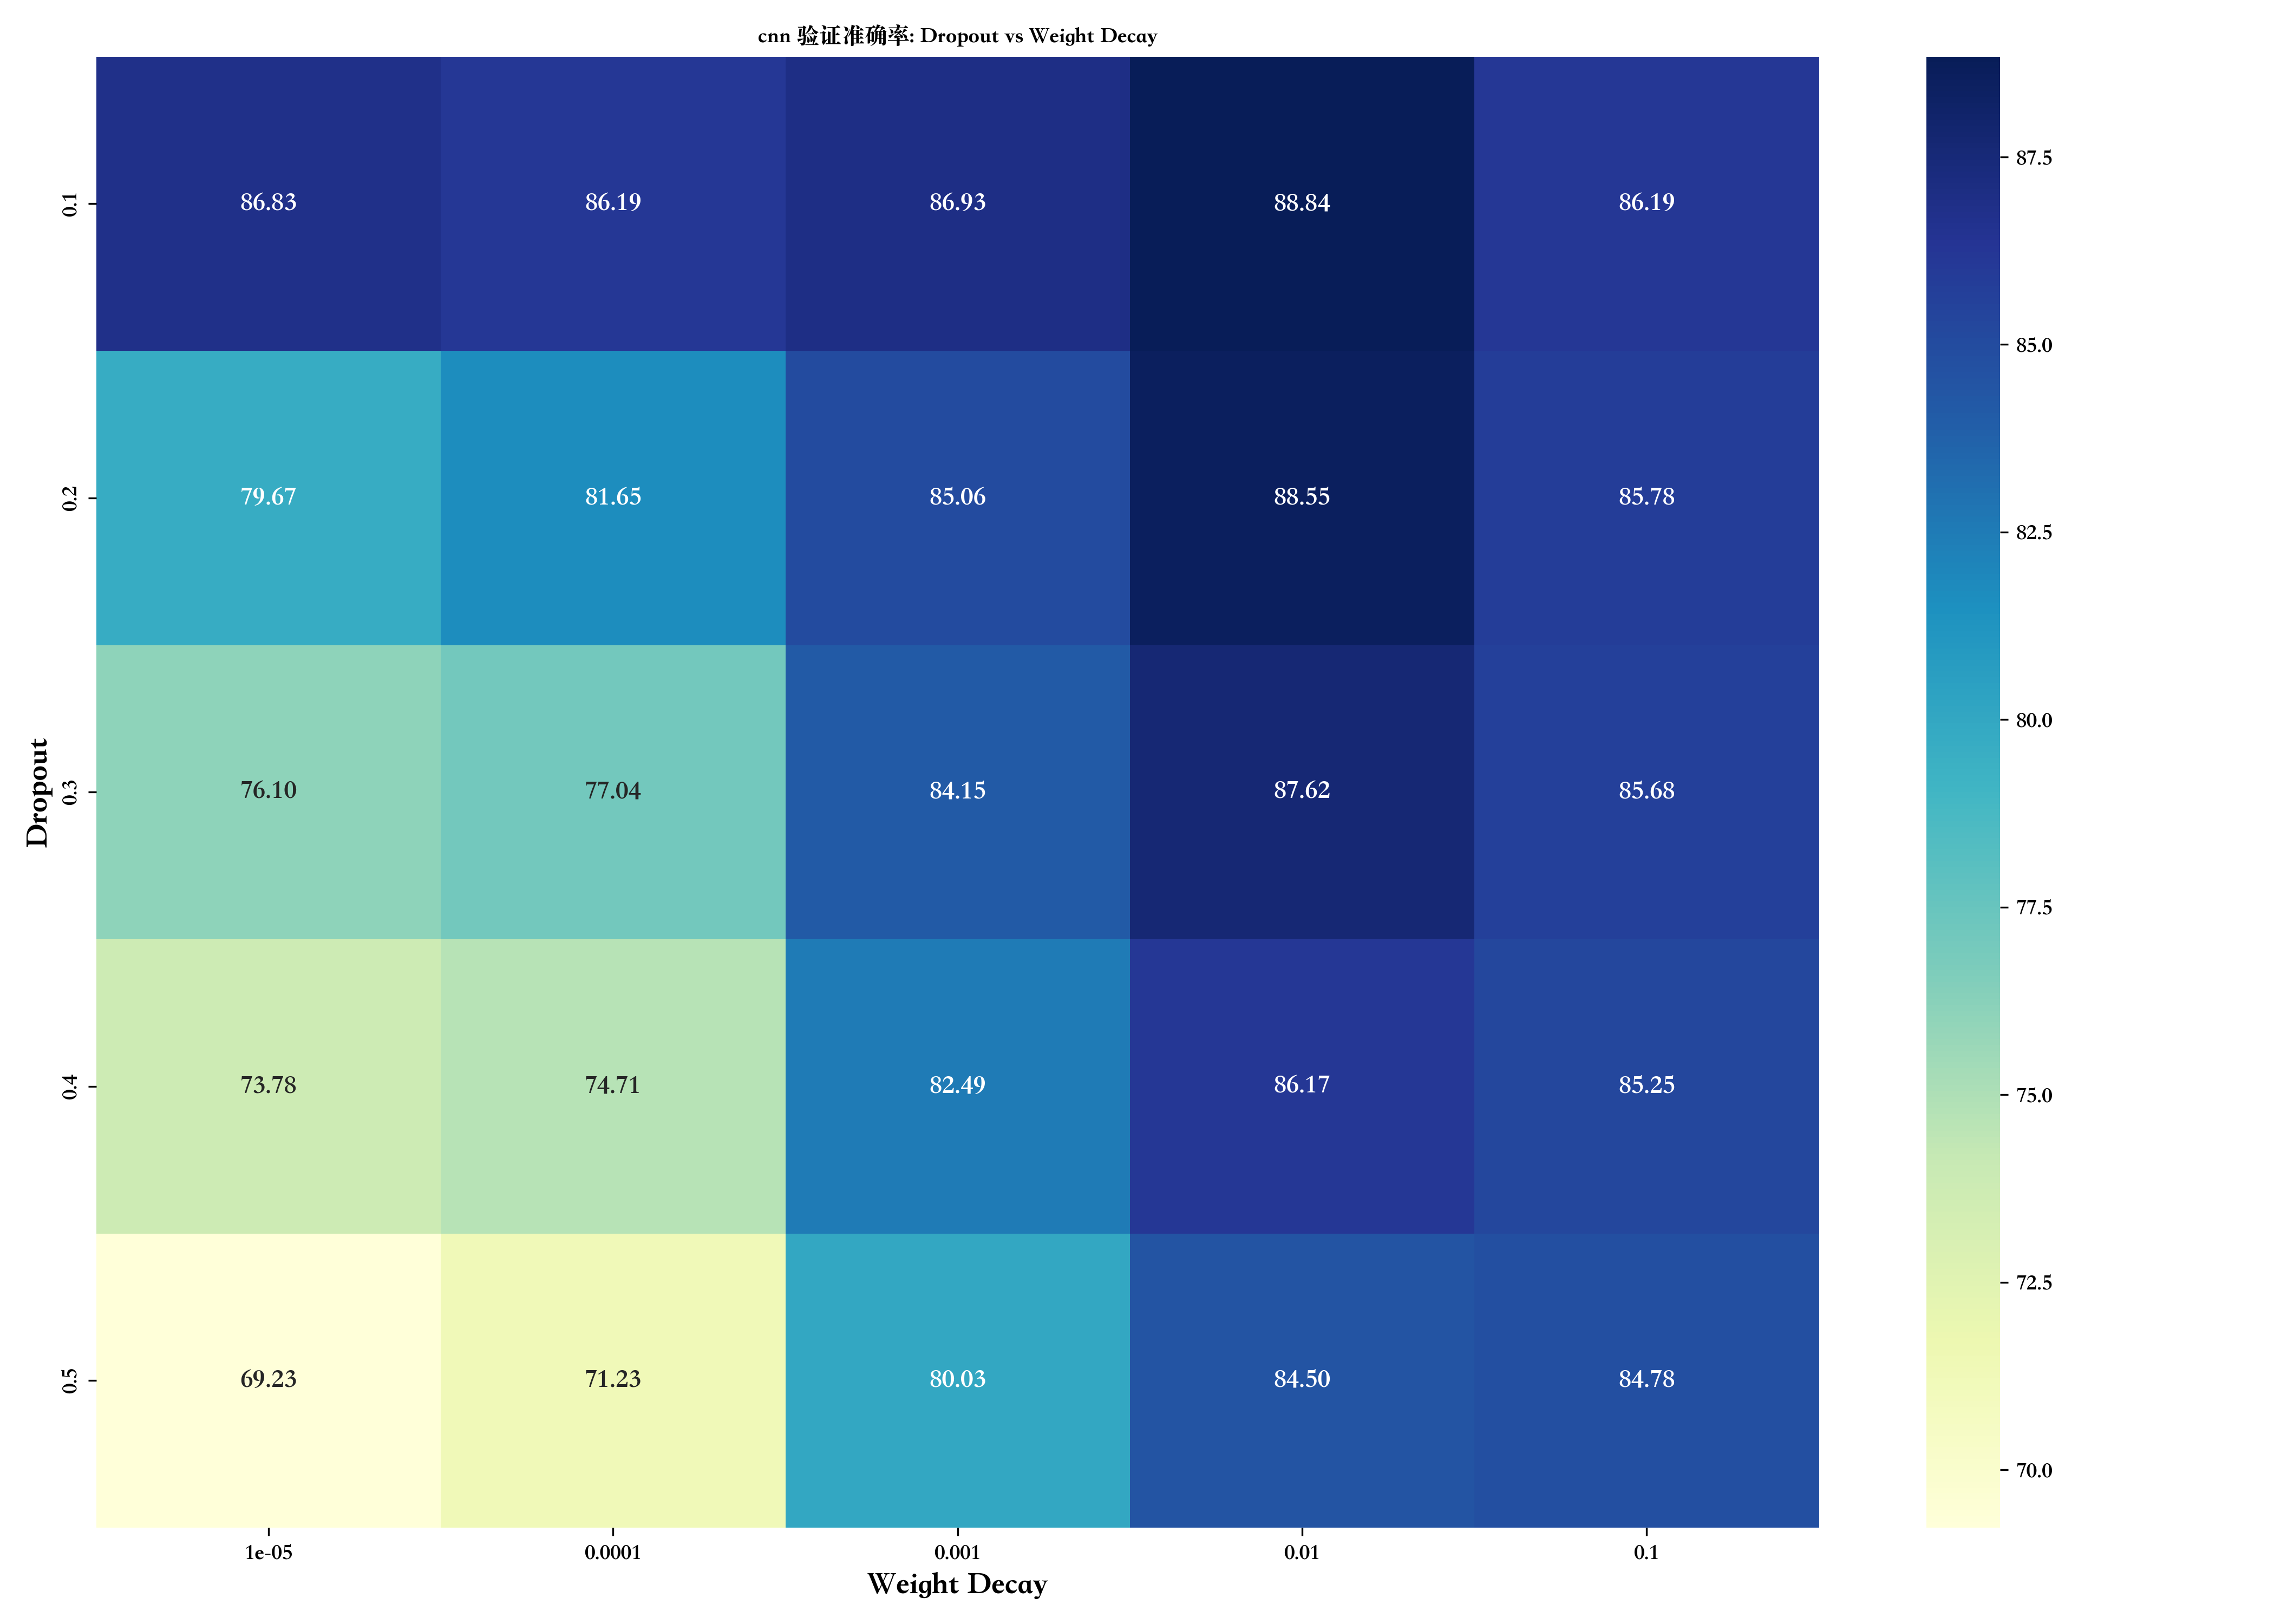 cnn 验证准确率: Dropout vs Weight Decay
Dropout
0.1
86.83 86.19 86.93 88.84 86.19
0.2
79.67 81.65 85.06 88.55 85.78
0.3
76.10 77.04 84.15 87.62 85.68
0.4
73.78 74.71 82.49 86.17 85.25
0.5
69.23 71.23 80.03 84.50 84.78
1e-05 0.0001 0.001 0.01 0.1
Weight Decay
87.5
85.0
82.5
80.0
77.5
75.0
72.5
70.0